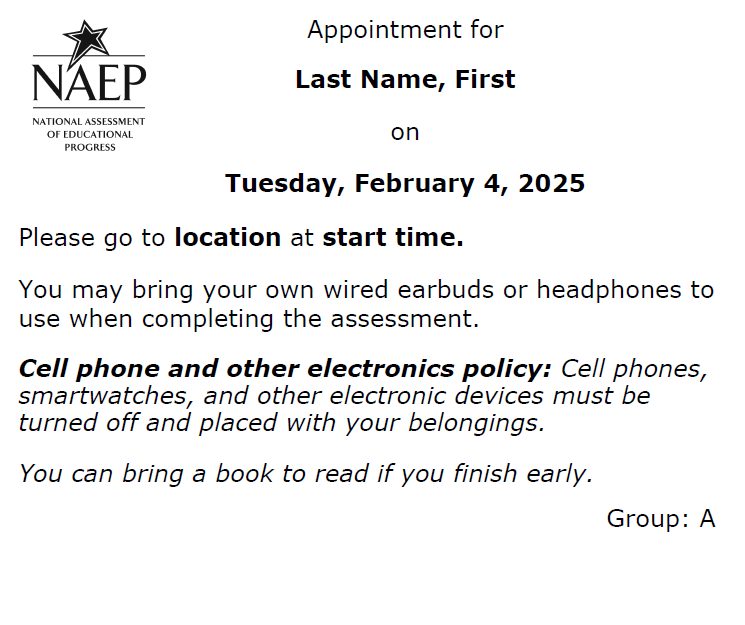 Appointment for
Last Name, First
on
Tuesday, February 4, 2025
NAEP
NATIONAL ASSESSMENT
OF EDUCATIONAL
PROGRESS
Please go to location at start time.
You may bring your own wired earbuds or headphones to
use when completing the assessment.
Cell phone and other electronics policy: Cell phones,
smartwatches, and other electronic devices must be
turned off and placed with your belongings.
You can bring a book to read if you finish early.
Group: A